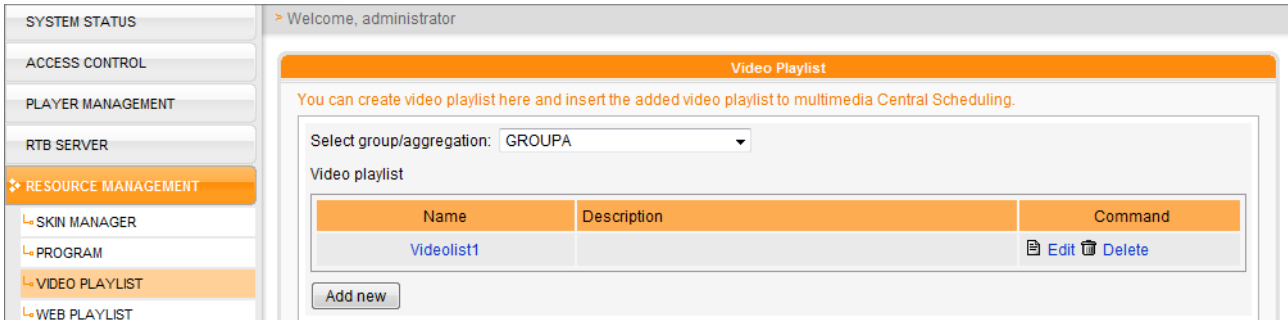 SYSTEM STATUS
ACCESS CONTROL
PLAYER MANAGEMENT
RTB SERVER
RESOURCE MANAGEMENT
SKIN MANAGER
PROGRAM
VIDEO PLAYLIST
WEB PLAYLIST
> Welcome, administrator
Video Playlist
You can create video playlist here and insert the added video playlist to multimedia Central Scheduling.
Select group/aggregation: GROUPA
Video playlist
Name Description Command
Videolist1 Edit Delete
Add new